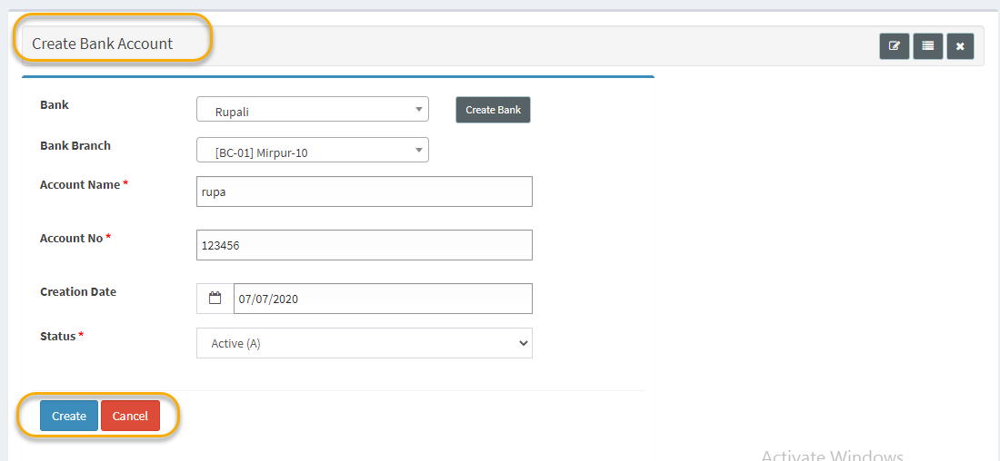 Create Bank Account
Bank
Rupali
Create Bank
Bank Branch
[BC-01] Mirpur-10
Account Name *
rupa
Account No *
123456
Creation Date
07/07/2020
Status *
Active (A)
Create
Cancel
Activate Windows